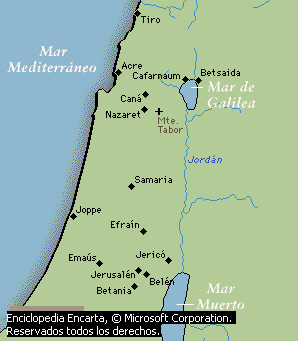 Tiro
Mar
Mediterráneo
Acre
Cafarnaum
Betsaida
Caná
Mar de
Galilea
Nazaret
Mte.
Tabor
Jordán
Samaria
Joppe
Efraín
Emaús
Jericó
Jerusalén
Belén
Betania
Mar
Muerto
Enciclopedia Encarta, © Microsoft Corporation.
Reservados todos los derechos.